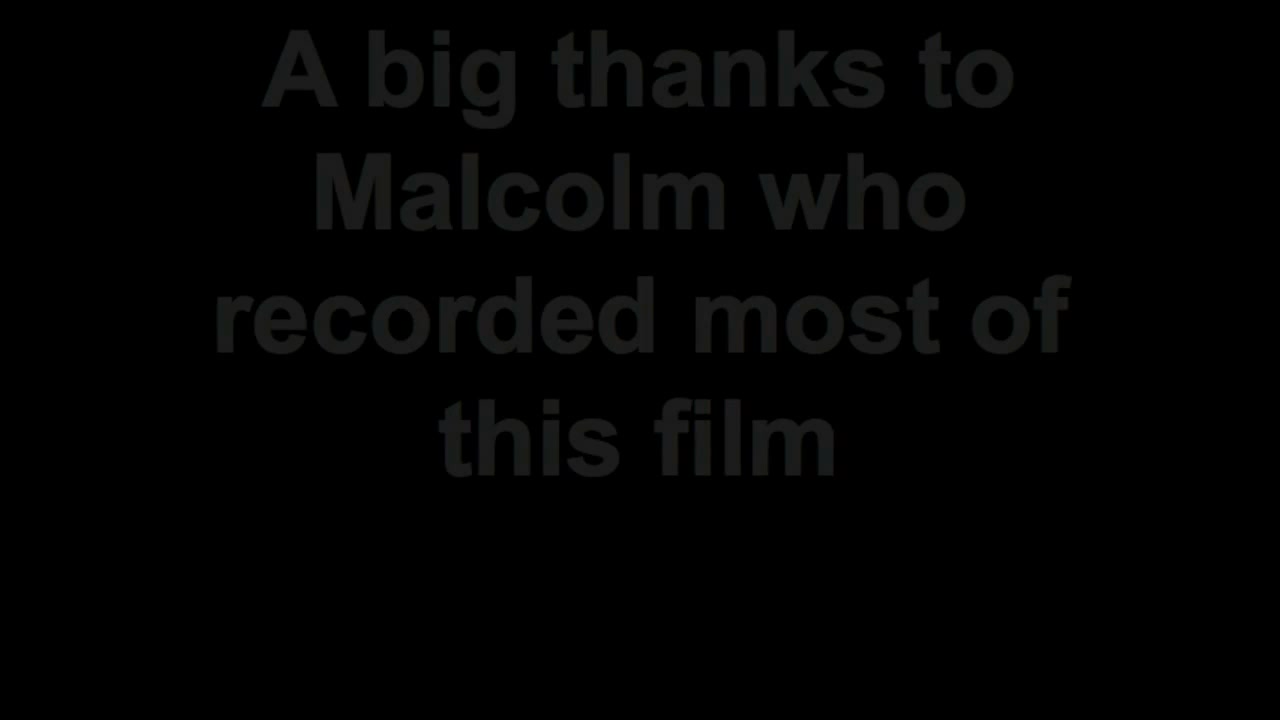 A big thanks to
Malcolm who
recorded most of
this film